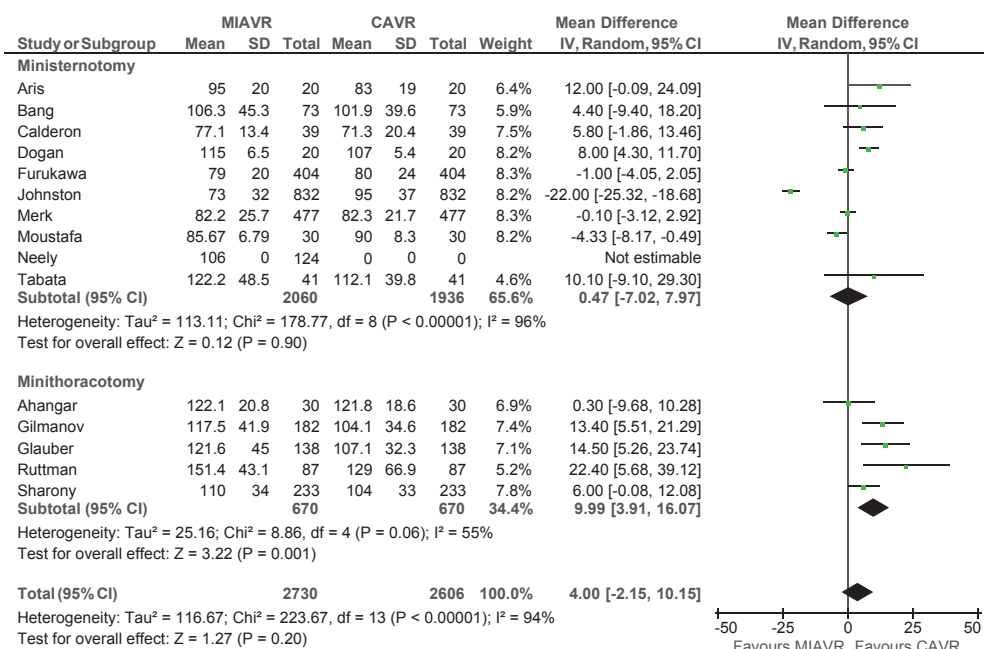 MIAVR CAVR Mean Difference Mean Difference
Study or Subgroup Mean SD Total Mean SD Total Weight IV, Random, 95% CI IV, Random, 95% CI
Ministernotomy
Aris 95 20 20 83 19 20 6.4% 12.00 [-0.09, 24.09]
Bang 106.3 45.3 73 101.9 39.6 73 5.9% 4.40 [-9.40, 18.20]
Calderon 77.1 13.4 39 71.3 20.4 39 7.5% 5.80 [-1.86, 13.46]
Dogan 115 6.5 20 107 5.4 20 8.2% 8.00 [4.30, 11.70]
Furukawa 79 20 404 80 24 404 8.3% -1.00 [-4.05, 2.05]
Johnston 73 32 832 95 37 832 8.2% -22.00 [-25.32, -18.68]
Merk 82.2 25.7 477 82.3 21.7 477 8.3% -0.10 [-3.12, 2.92]
Moustafa 85.67 6.79 30 90 8.3 30 8.2% -4.33 [-8.17, -0.49]
Neely 106 0 124 0 0 0 Not estimable
Tabata 122.2 48.5 41 112.1 39.8 41 4.6% 10.10 [-9.10, 29.30]
Subtotal (95% CI) 2060 1936 65.6% 0.47 [-7.02, 7.97]
Heterogeneity: Tau² = 113.11; Chi² = 178.77, df = 8 (P < 0.00001); I² = 96%
Test for overall effect: Z = 0.12 (P = 0.90)
Minithoracotomy
Ahangar 122.1 20.8 30 121.8 18.6 30 6.9% 0.30 [-9.68, 10.28]
Gilmanov 117.5 41.9 182 104.1 34.6 182 7.4% 13.40 [5.51, 21.29]
Glauber 121.6 45 138 107.1 32.3 138 7.1% 14.50 [5.26, 23.74]
Ruttman 151.4 43.1 87 129 66.9 87 5.2% 22.40 [5.68, 39.12]
Sharony 110 34 233 104 33 233 7.8% 6.00 [-0.08, 12.08]
Subtotal (95% CI) 670 670 34.4% 9.99 [3.91, 16.07]
Heterogeneity: Tau² = 25.16; Chi² = 8.86, df = 4 (P = 0.06); I² = 55%
Test for overall effect: Z = 3.22 (P = 0.001)
Total (95% CI) 2730 2606 100.0% 4.00 [-2.15, 10.15]
Heterogeneity: Tau² = 116.67; Chi² = 223.67, df = 13 (P < 0.00001); I² = 94%
Test for overall effect: Z = 1.27 (P = 0.20)
-50 -25 0 25 50
Favours MIAVR Favours CAVR